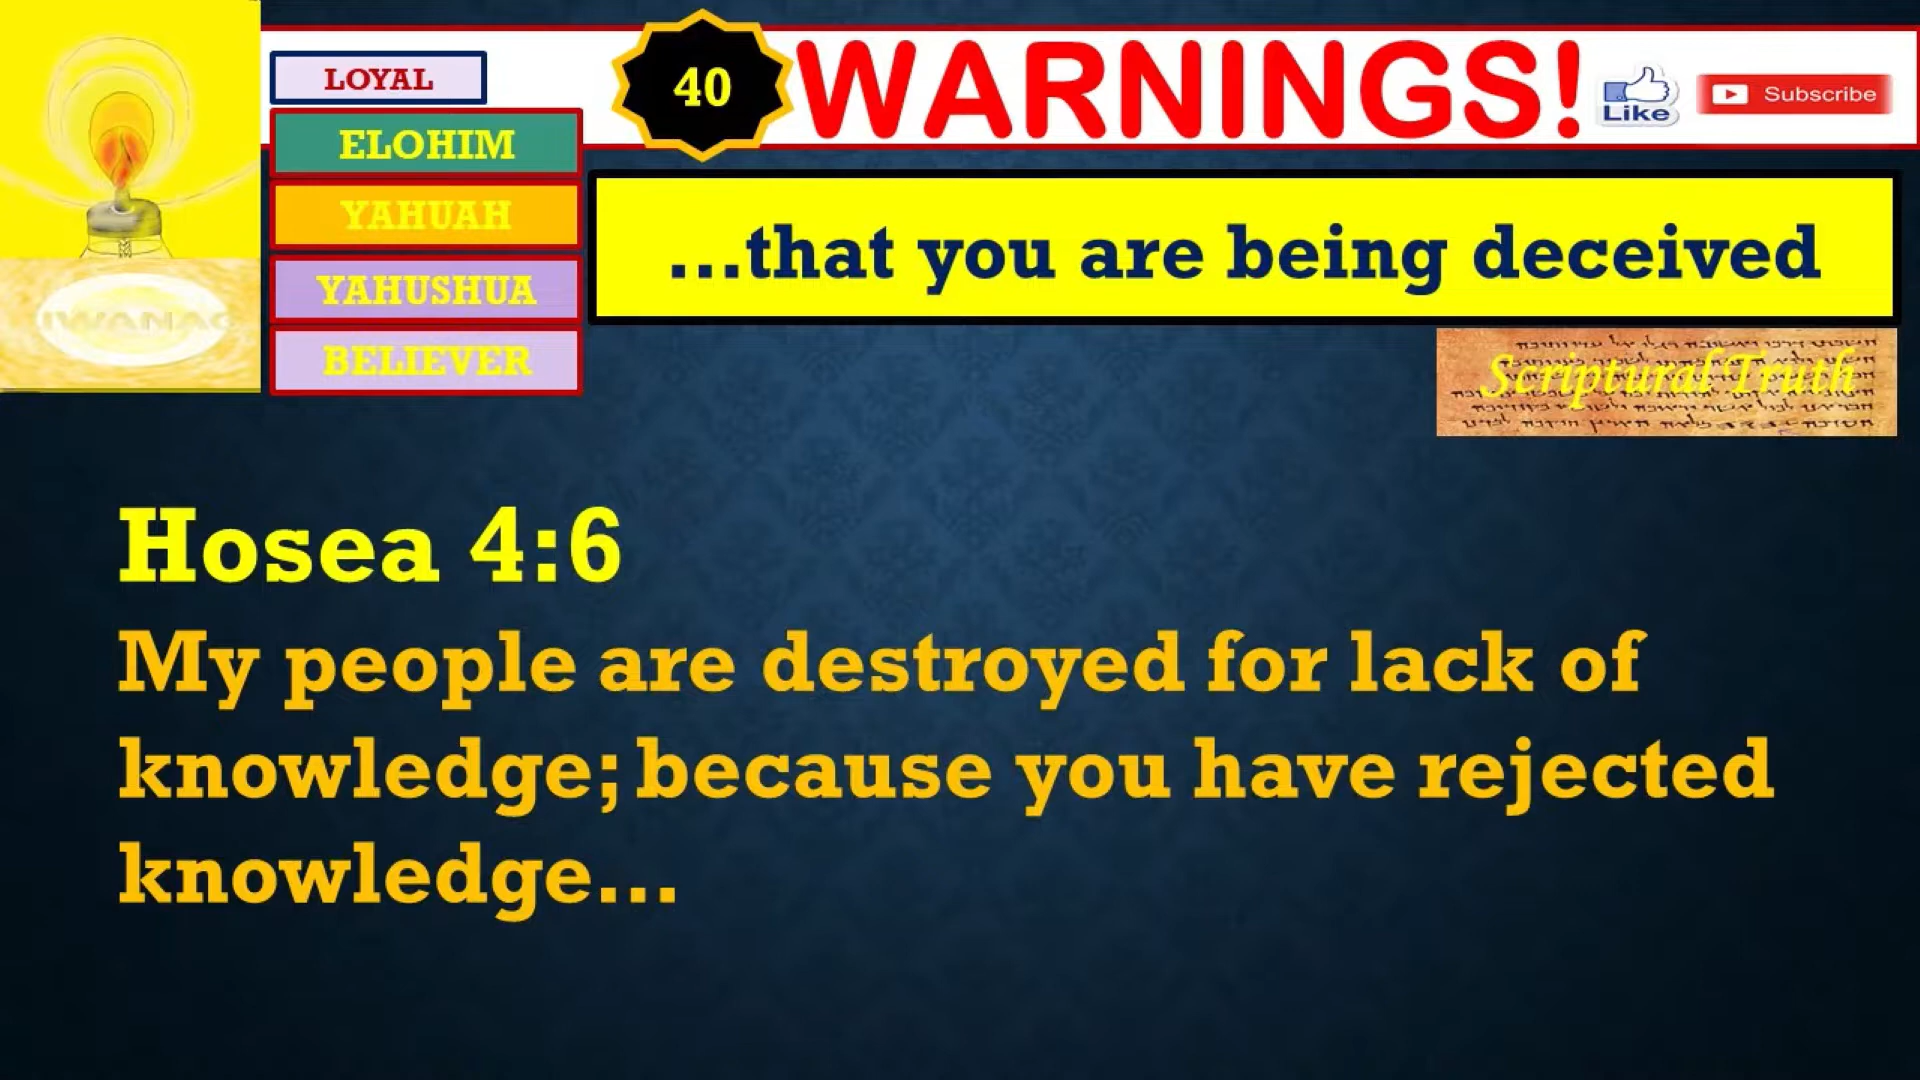 LOYAL
ELOHIM
YAHUAH
YAHUSHUA
BELIEVER
40
WARNINGS!
Like
Subscribe
...that you are being deceived
Scriptural Truth
Hosea 4:6
My people are destroyed for lack of
knowledge; because you have rejected
knowledge...